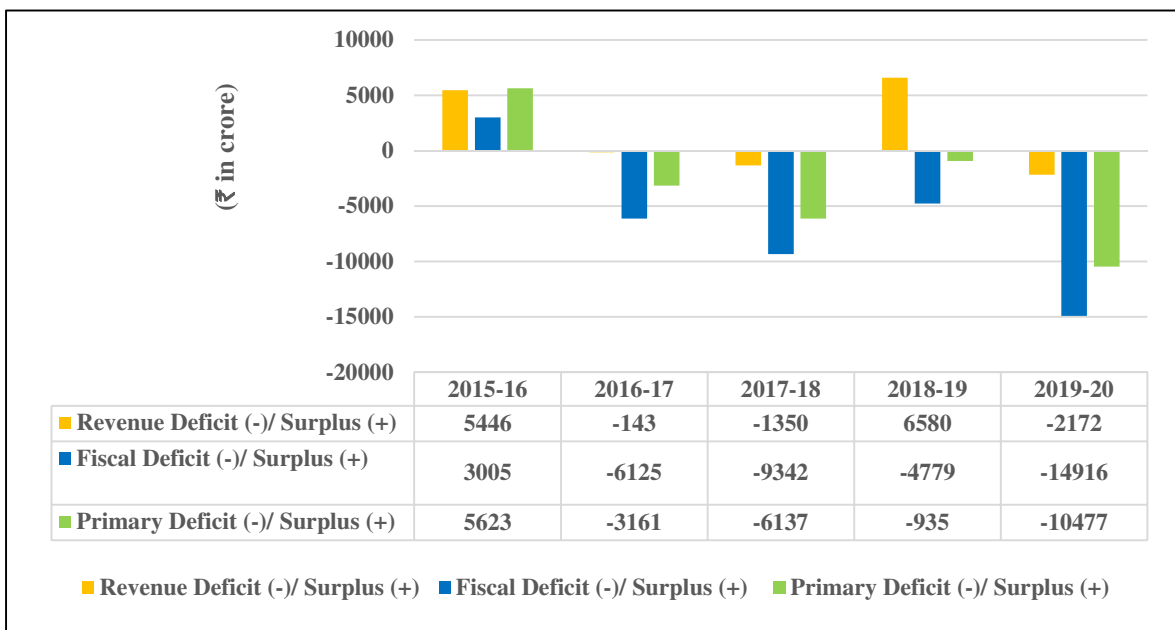 10000
5000
0
-5000
-10000
-15000
-20000
(₹ in crore)
2015-16 2016-17 2017-18 2018-19 2019-20
Revenue Deficit (-)/ Surplus (+) 5446 -143 -1350 6580 -2172
Fiscal Deficit (-)/ Surplus (+) 3005 -6125 -9342 -4779 -14916
Primary Deficit (-)/ Surplus (+) 5623 -3161 -6137 -935 -10477
Revenue Deficit (-)/ Surplus (+) Fiscal Deficit (-)/ Surplus (+) Primary Deficit (-)/ Surplus (+)